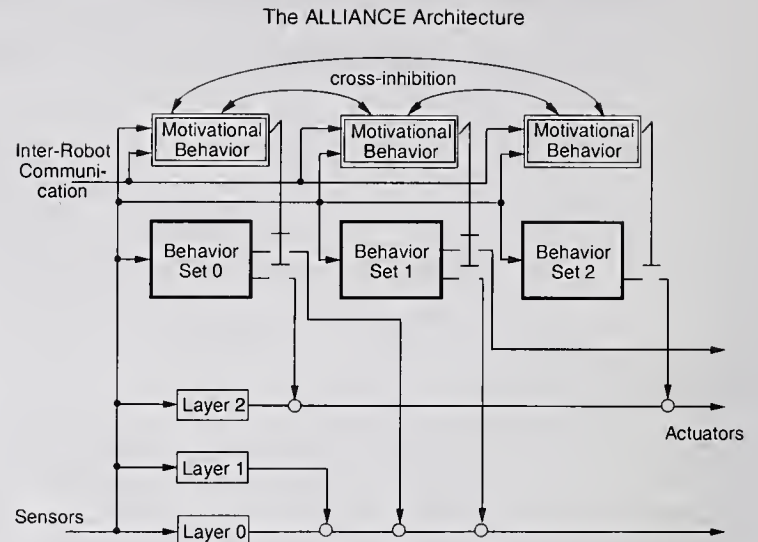 The ALLIANCE Architecture
cross-inhibition
Motivational
Behavior
Motivational
Behavior
Motivational
Behavior
Inter-Robot
Communi-
cation
Behavior
Set 0
Behavior
Set 1
Behavior
Set 2
Layer 2
Actuators
Layer 1
Sensors
Layer 0